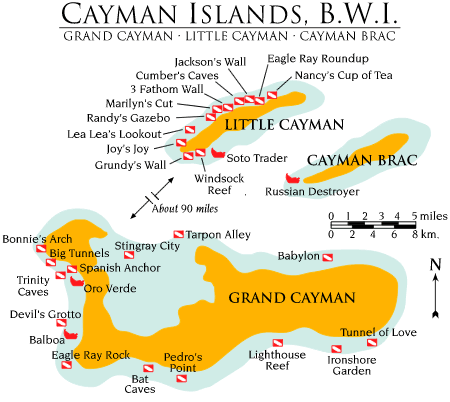 CAYMAN ISLANDS, B.W.I.
GRAND CAYMAN · LITTLE CAYMAN · CAYMAN BRAC
Jackson's Wall
Eagle Ray Roundup
Cumber's Caves
Nancy's Cup of Tea
3 Fathom Wall
Marilyn's Cut
Randy's Gazebo
LITTLE CAYMAN
Lea Lea's Lookout
Joy's Joy
Soto Trader
CAYMAN BRAC
Grundy's Wall
Windsock
Reef
Russian Destroyer
About 90 miles
0 1 2 3 4 5 miles
0 2 4 6 8 km.
Bonnie's Arch
Tarpon Alley
Stingray City
Big Tunnels
Babylon
Spanish Anchor
N
Trinity
Caves
Oro Verde
GRAND CAYMAN
Devil's Grotto
Balboa
Tunnel of Love
Eagle Ray Rock
Pedro's
Point
Lighthouse
Reef
Ironshore
Garden
Bat
Caves